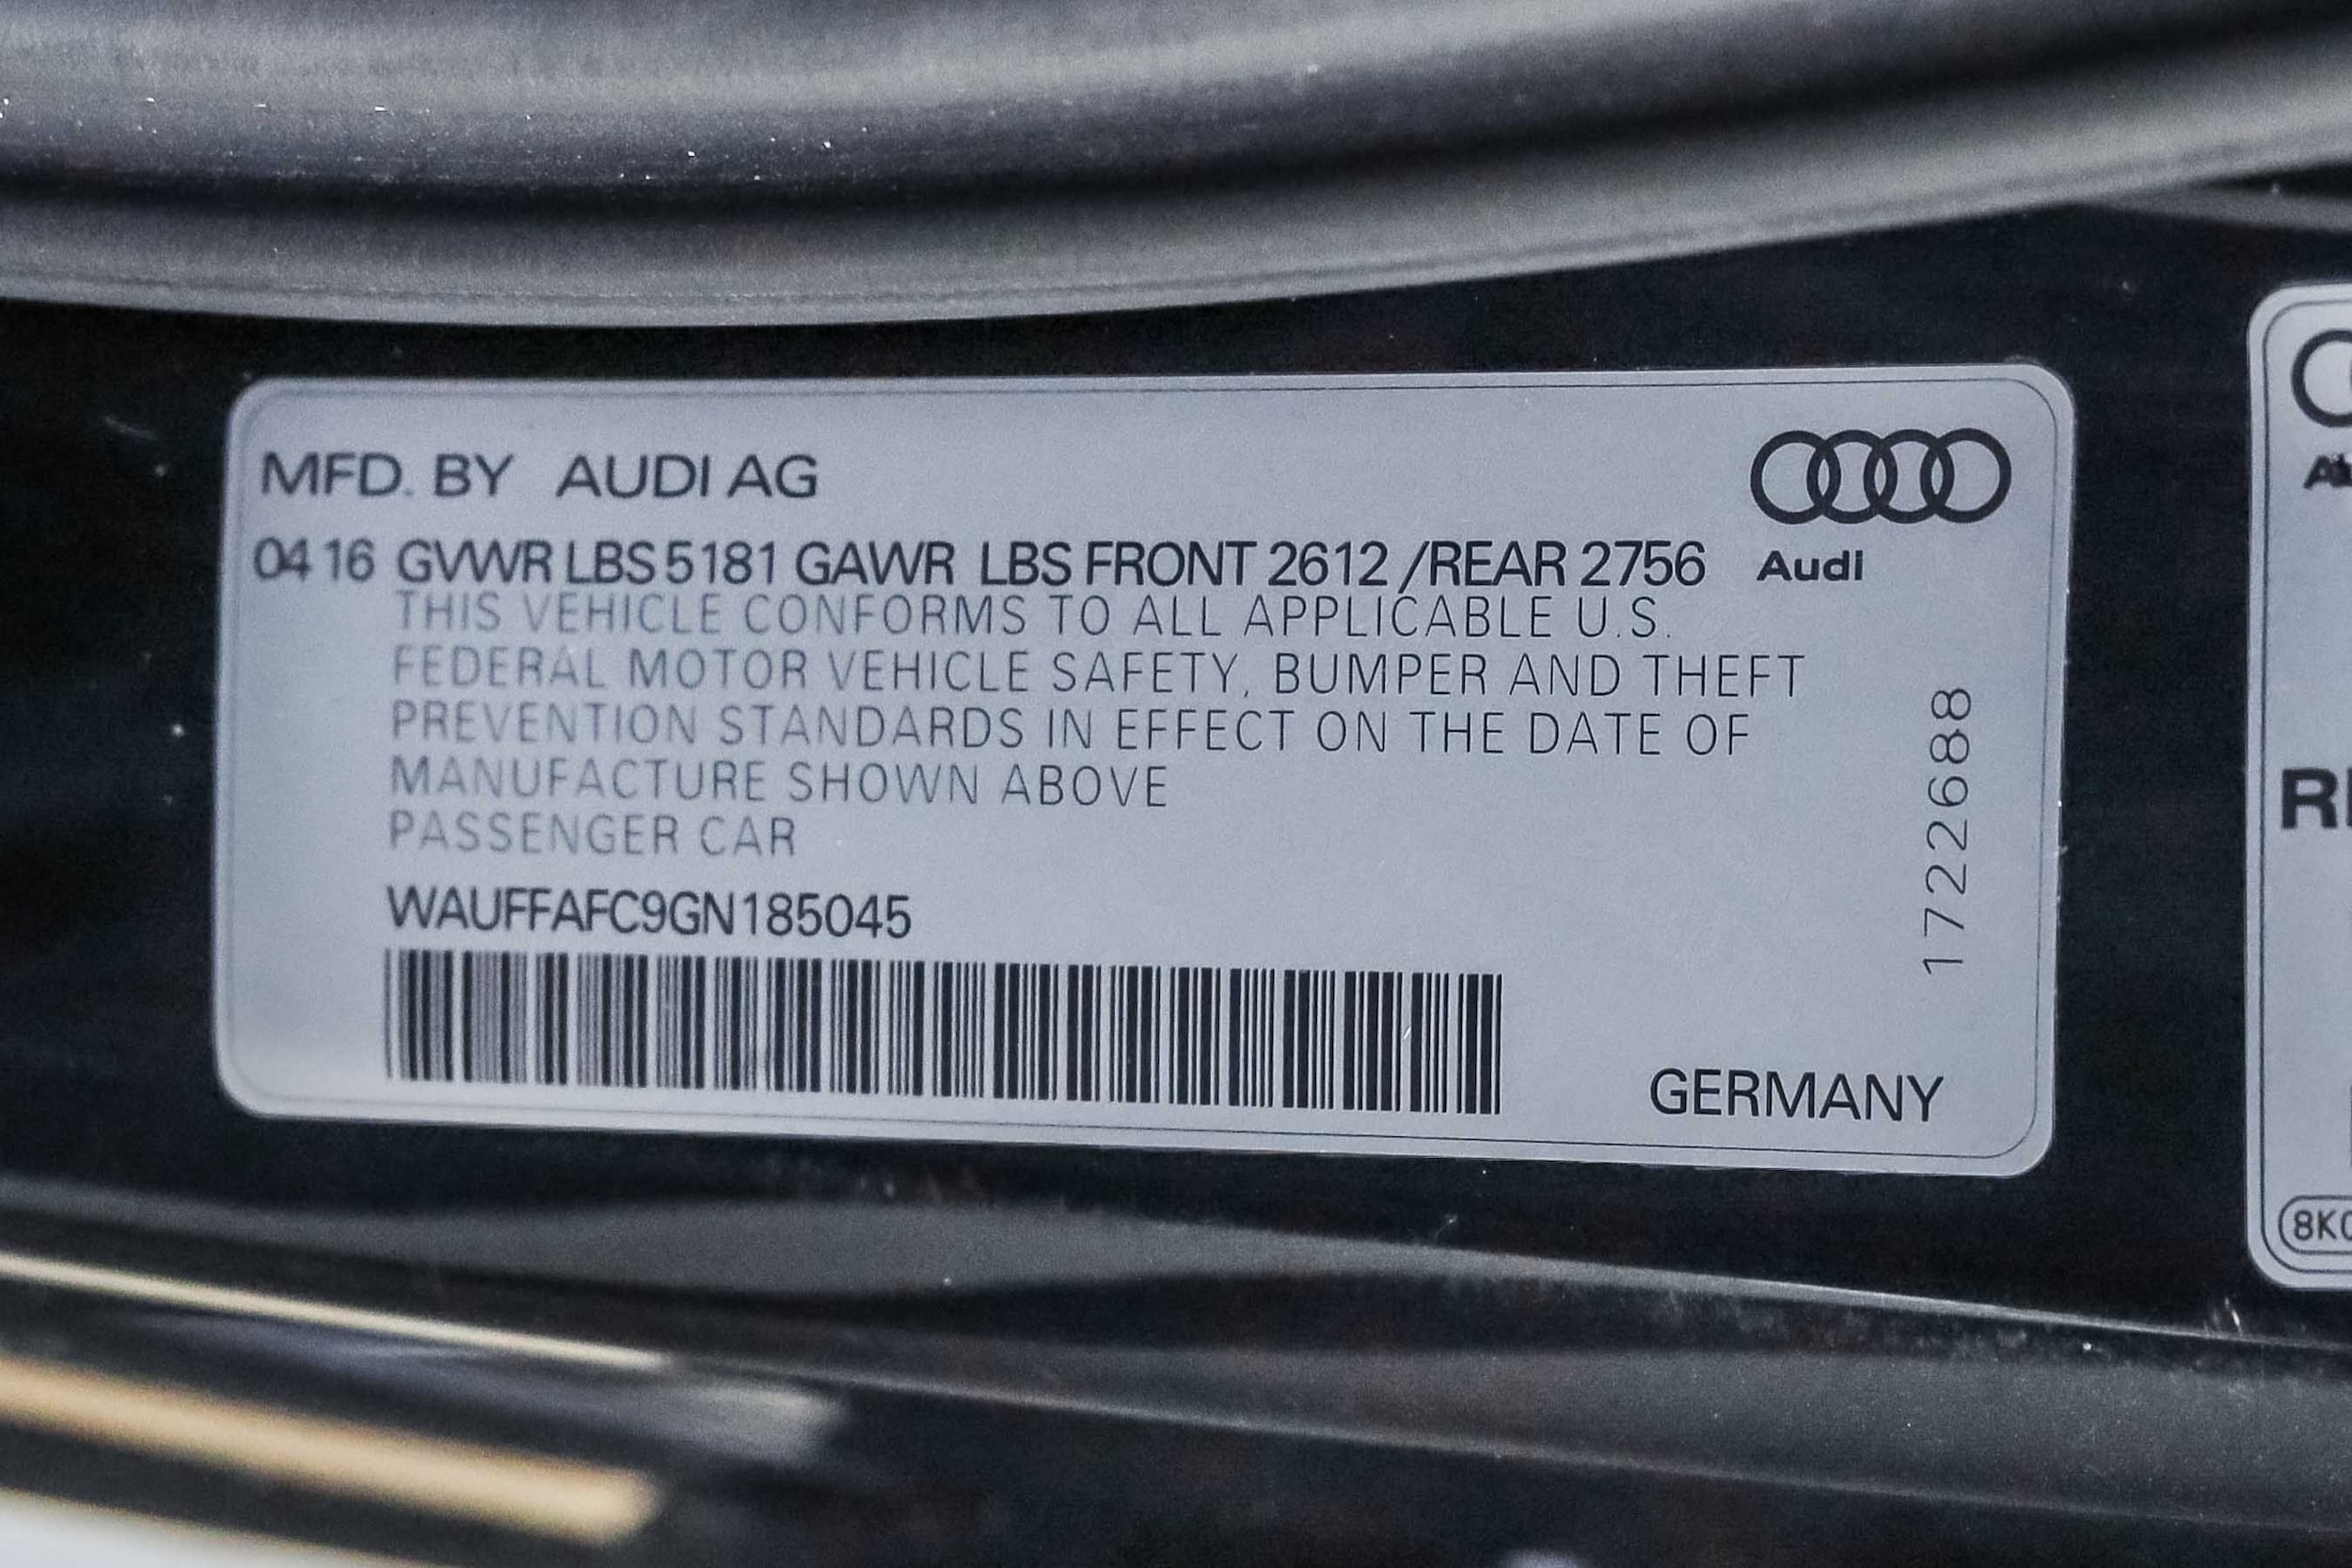 MFD. BY AUDI AG
04 16 GVWR LBS 5181 GAWR LBS FRONT 2612 /REAR 2756
Audi
THIS VEHICLE CONFORMS TO ALL APPLICABLE U.S.
FEDERAL MOTOR VEHICLE SAFETY, BUMPER AND THEFT
PREVENTION STANDARDS IN EFFECT ON THE DATE OF
MANUFACTURE SHOWN ABOVE
PASSENGER CAR
WAUFFAFC9GN185045
1722688
GERMANY